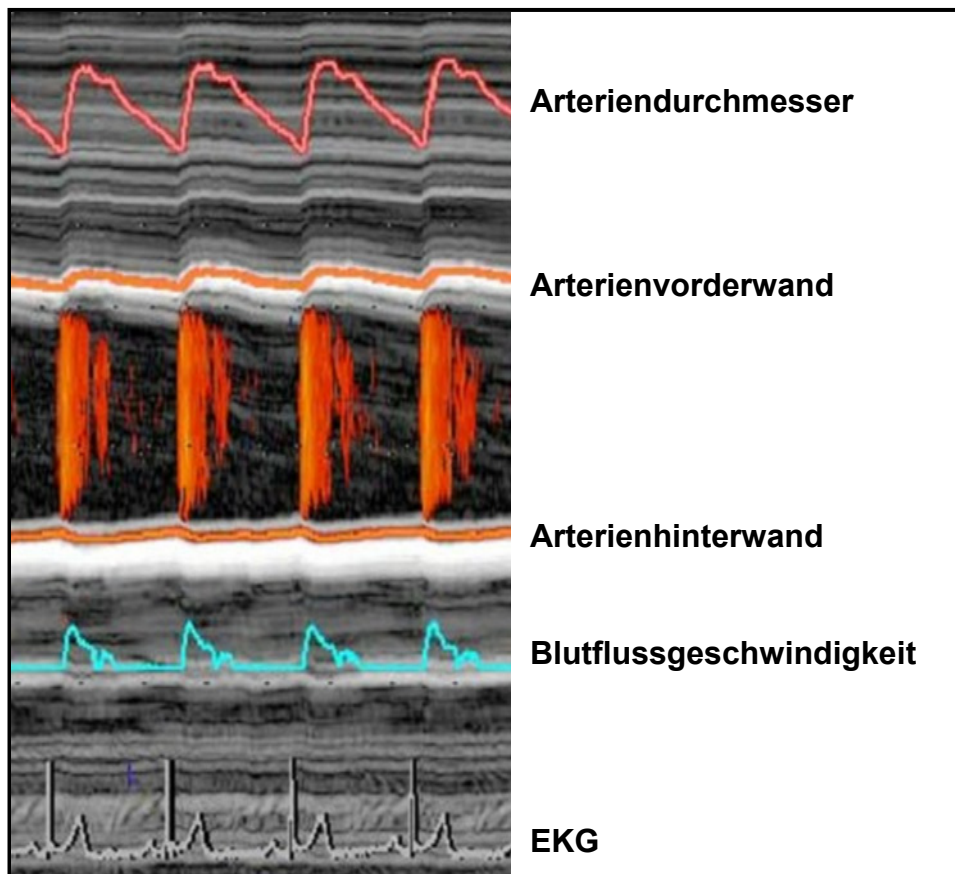 Arteriendurchmesser
Arterienvorderwand
Arterienhinterwand
Blutflussgeschwindigkeit
EKG